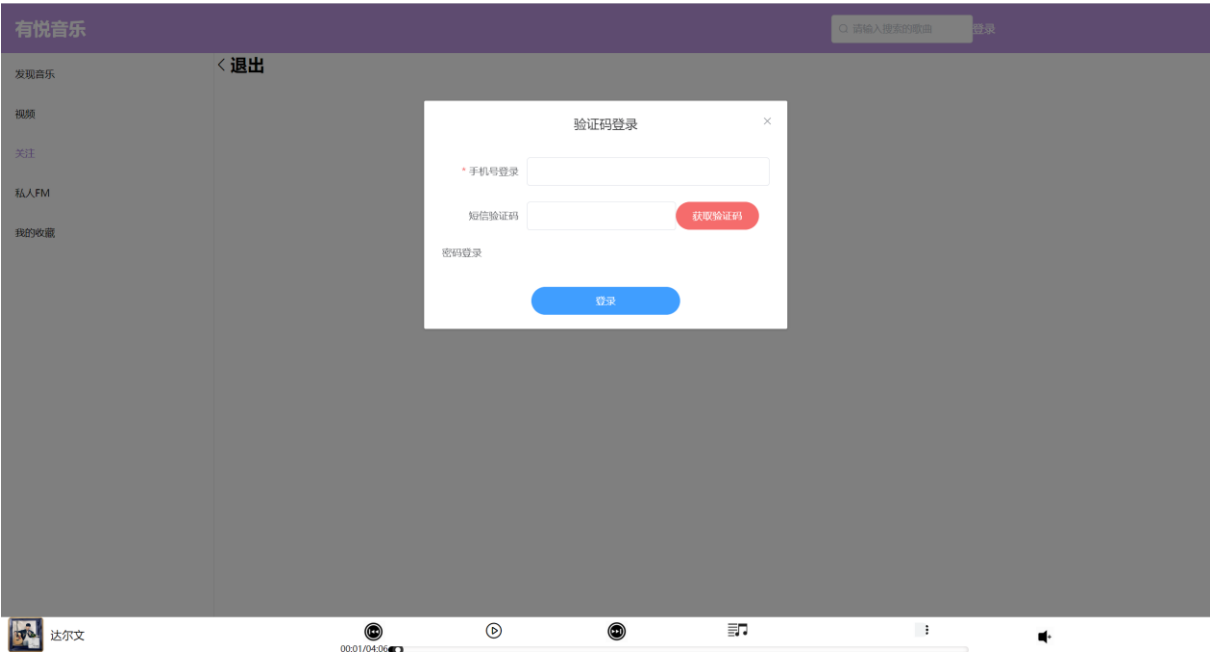 有悦音乐
请输入搜索的歌曲 登录
发现音乐
视频
关注
私人FM
我的收藏
退出
验证码登录
* 手机号登录
短信验证码 获取验证码
密码登录
登录
达尔文
00:01/04:06